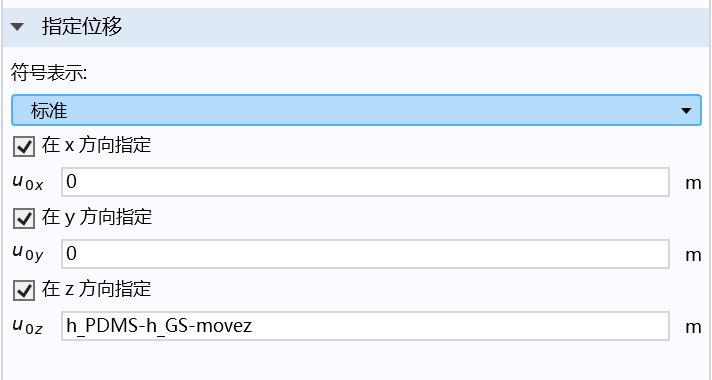 指定位移
符号表示:
标准
在 x 方向指定
u0x 0 m
在 y 方向指定
u0y 0 m
在 z 方向指定
u0z h_PDMS-h_GS-movez m